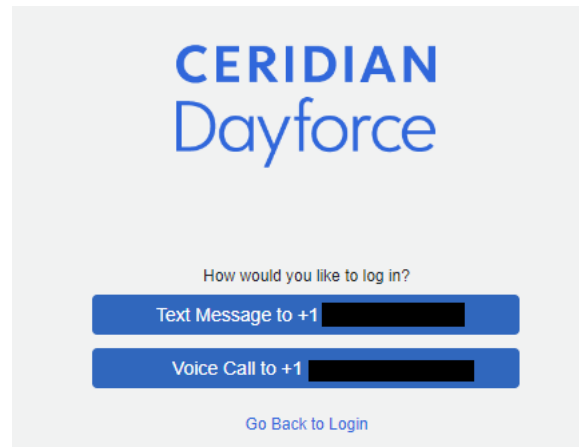 CERIDIAN
Dayforce
How would you like to log in?
Text Message to +1
Voice Call to +1
Go Back to Login